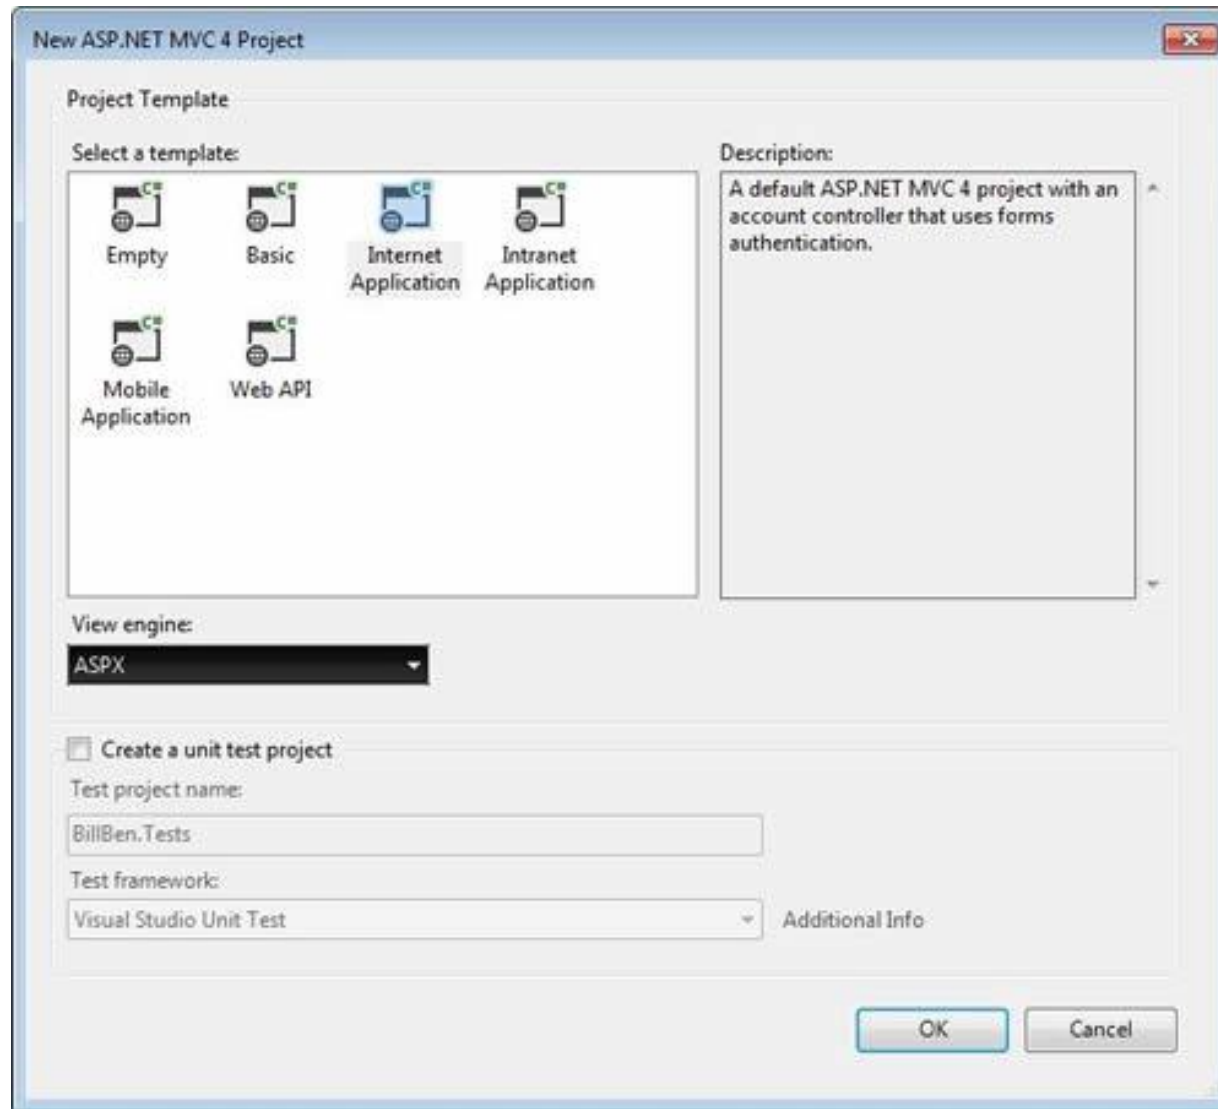 New ASP.NET MVC 4 Project
Project Template
Select a template:
Description:
C#
C#
C#
C#
Empty
Basic
Internet
Application
Intranet
Application
C#
C#
Mobile
Application
Web API
A default ASP.NET MVC 4 project with an
account controller that uses forms
authentication.
View engine:
ASPX
Create a unit test project
Test project name:
BillBen.Tests
Test framework:
Visual Studio Unit Test
Additional Info
OK
Cancel